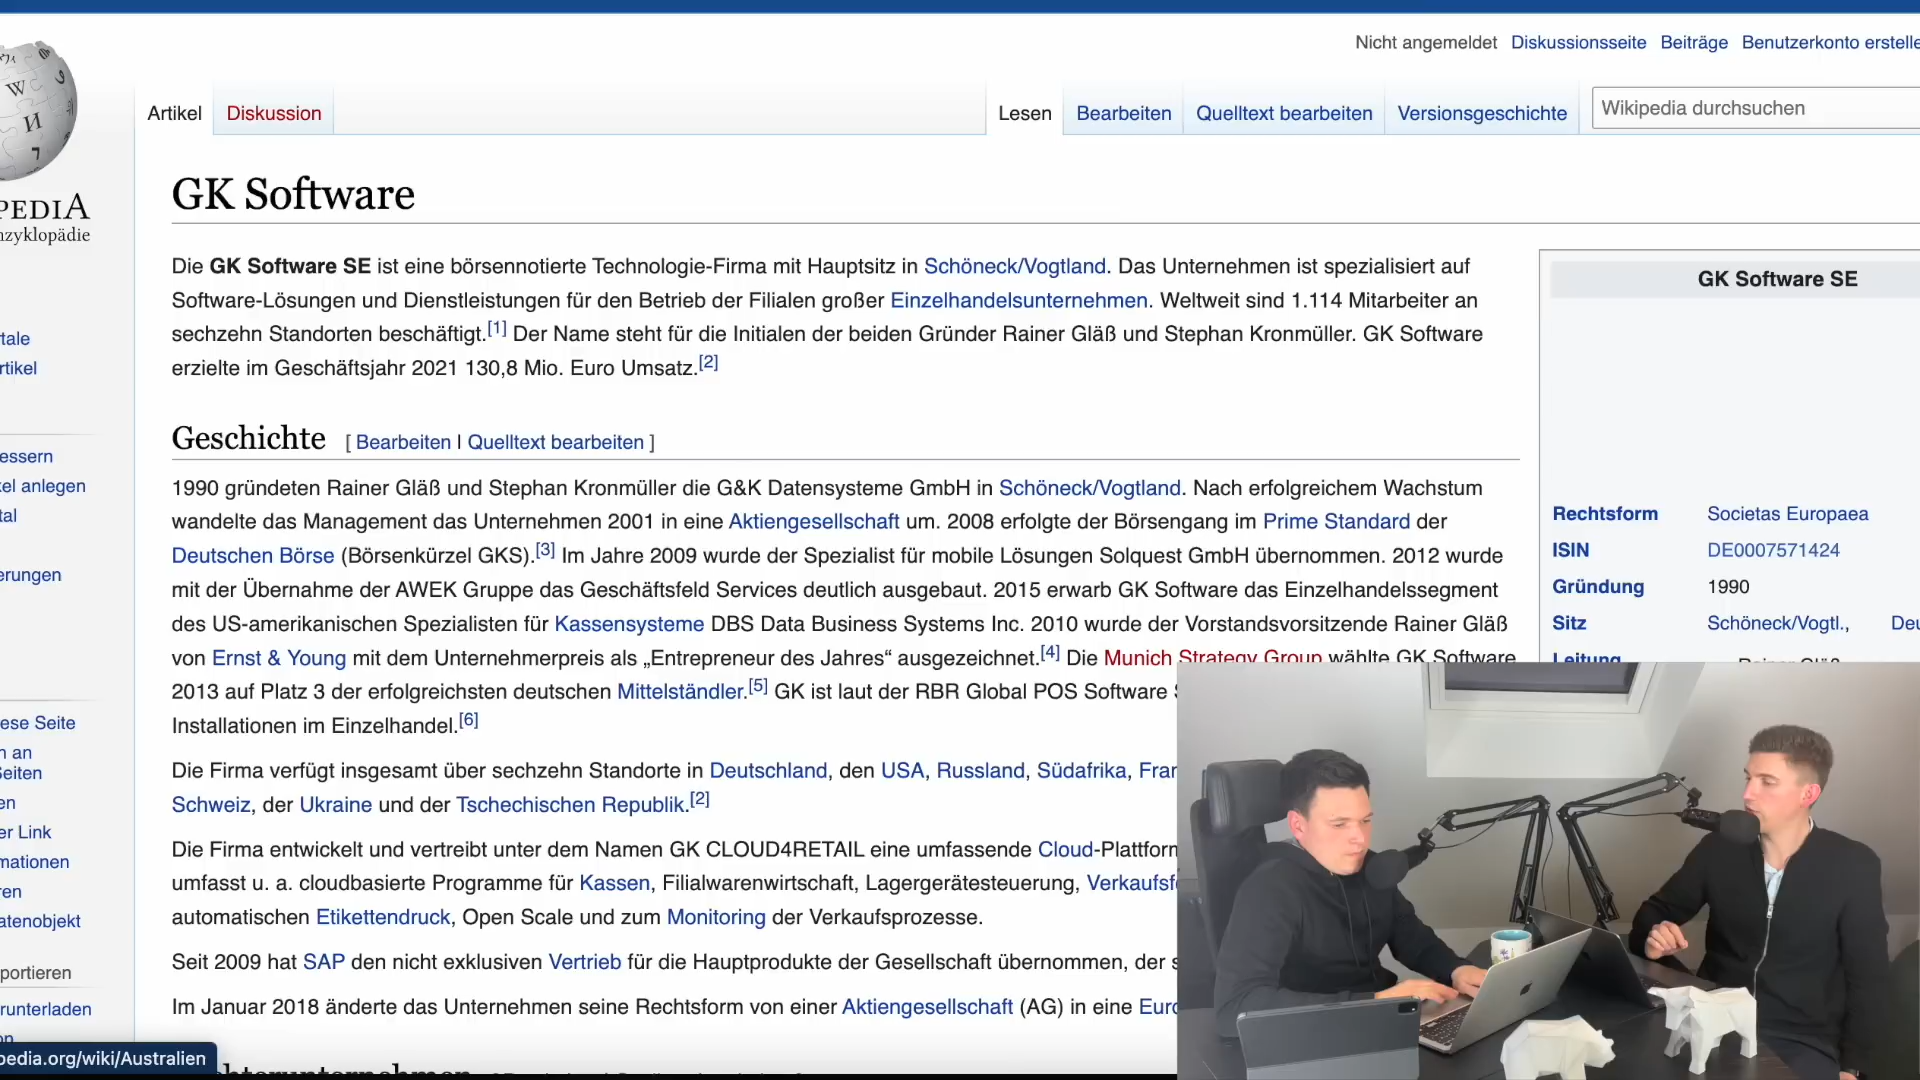 Nicht angemeldet Diskussionsseite Beiträge Benutzerkonto erstelle
Artikel Diskussion Lesen Bearbeiten Quelltext bearbeiten Versionsgeschichte Wikipedia durchsuchen
PEDIA
nzyklopädie
GK Software
Die GK Software SE ist eine börsennotierte Technologie-Firma mit Hauptsitz in Schöneck/Vogtland. Das Unternehmen ist spezialisiert auf
Software-Lösungen und Dienstleistungen für den Betrieb der Filialen großer Einzelhandelsunternehmen. Weltweit sind 1.114 Mitarbeiter an
sechzehn Standorten beschäftigt.[1] Der Name steht für die Initialen der beiden Gründer Rainer Gläß und Stephan Kronmüller. GK Software
erzielte im Geschäftsjahr 2021 130,8 Mio. Euro Umsatz.[2]
Geschichte [ Bearbeiten | Quelltext bearbeiten ]
1990 gründeten Rainer Gläß und Stephan Kronmüller die G&K Datensysteme GmbH in Schöneck/Vogtland. Nach erfolgreichem Wachstum
wandelte das Management das Unternehmen 2001 in eine Aktiengesellschaft um. 2008 erfolgte der Börsengang im Prime Standard der
Deutschen Börse (Börsenkürzel GKS).[3] Im Jahre 2009 wurde der Spezialist für mobile Lösungen Solquest GmbH übernommen. 2012 wurde
mit der Übernahme der AWEK Gruppe das Geschäftsfeld Services deutlich ausgebaut. 2015 erwarb GK Software das Einzelhandelssegment
des US-amerikanischen Spezialisten für Kassensysteme DBS Data Business Systems Inc. 2010 wurde der Vorstandsvorsitzende Rainer Gläß
von Ernst & Young mit dem Unternehmerpreis als „Entrepreneur des Jahres“ ausgezeichnet.[4] Die Munich Strategy Group wählte GK Software
2013 auf Platz 3 der erfolgreichsten deutschen Mittelständler.[5] GK ist laut der RBR Global POS Software
Installationen im Einzelhandel.[6]
Die Firma verfügt insgesamt über sechzehn Standorte in Deutschland, den USA, Russland, Südafrika, Fran
Schweiz, der Ukraine und der Tschechischen Republik.[2]
Die Firma entwickelt und vertreibt unter dem Namen GK CLOUD4RETAIL eine umfassende Cloud-Plattform
umfasst u. a. cloudbasierte Programme für Kassen, Filialwarenwirtschaft, Lagergerätesteuerung, Verkaufsf
automatischen Etikettendruck, Open Scale und zum Monitoring der Verkaufsprozesse.
Seit 2009 hat SAP den nicht exklusiven Vertrieb für die Hauptprodukte der Gesellschaft übernommen, der s
Im Januar 2018 änderte das Unternehmen seine Rechtsform von einer Aktiengesellschaft (AG) in eine Euro
GK Software SE
Rechtsform Societas Europaea
ISIN DE0007571424
Gründung 1990
Sitz Schöneck/Vogtl., Deu
Leitung Rainer Gläß
rtale
rtikel
essern
kel anlegen
tal
erungen
ese Seite
n an
Seiten
en
er Link
mationen
ren
atenobjekt
portieren
runterladen
on
pedia.org/wiki/Australien